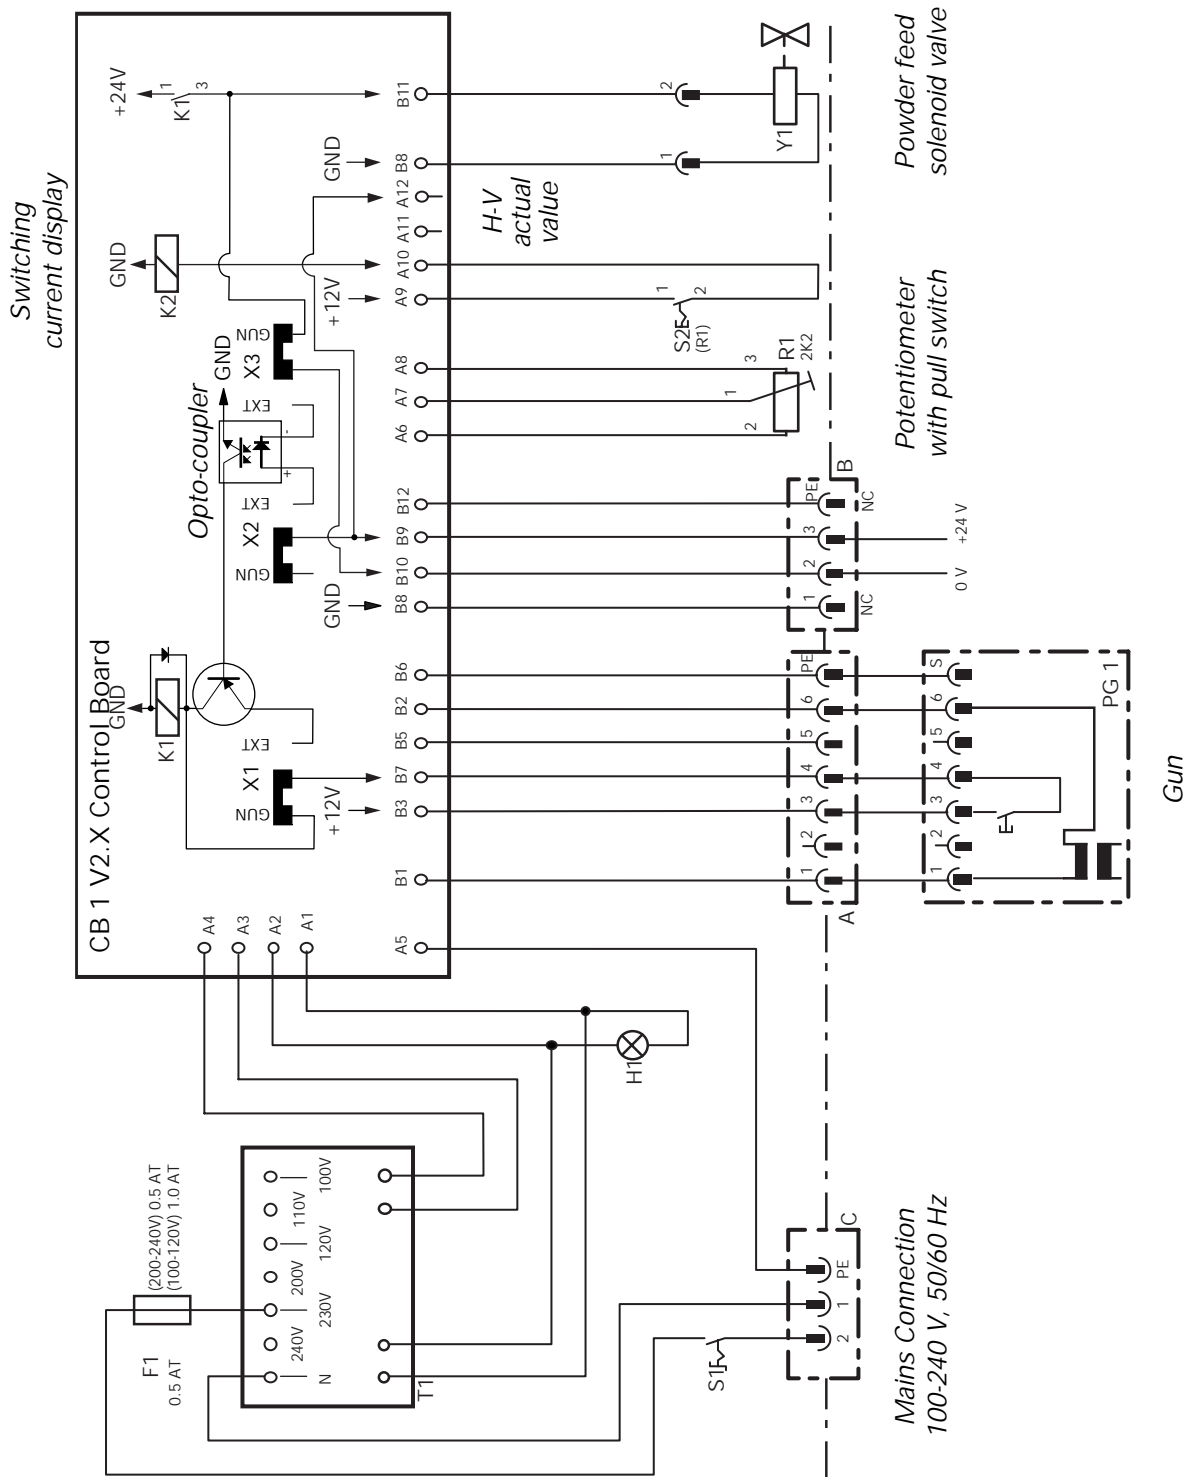 Switching
current display
CB 1 V2.X Control Board
GND
K1
+24V
K1
1
3
GND
K2
Opto-coupler
GND
+
-
X1
GUN
EXT
X2
GUN
EXT
X3
GUN
EXT
+12V
GND
+12V
GND
A4
A3
A2
A1
A5
B1
B3
B7
B5
B2
B6
B8
B10
B9
B12
A6
A7
A8
A9
A10
A11
A12
B8
B11
H-V
actual
value
(200-240V) 0.5 AT
(100-120V) 1.0 AT
F1
0.5 AT
N
240V
230V
200V
120V
110V
100V
T1
H1
S1
C
2
1
PE
Mains Connection
100-240 V, 50/60 Hz
A
1
2
3
4
5
6
PE
1
2
3
4
5
6
S
PG 1
Gun
B
1
2
3
PE
NC
NC
0 V
+24 V
2
1
3
R1
2K2
S2
(R1)
1
2
Potentiometer
with pull switch
1
2
Y1
Powder feed
solenoid valve